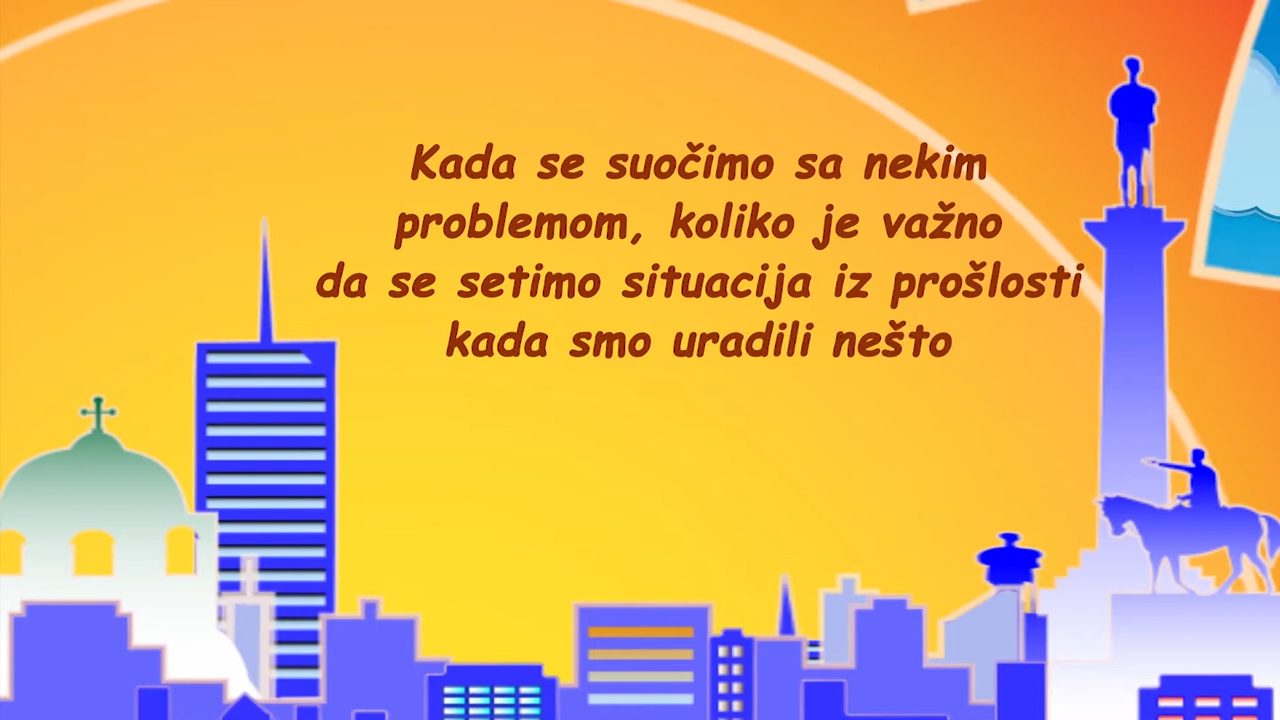 Kada se suočimo sa nekim
problemom, koliko je važno
da se setimo situacija iz prošlosti
kada smo uradili nešto